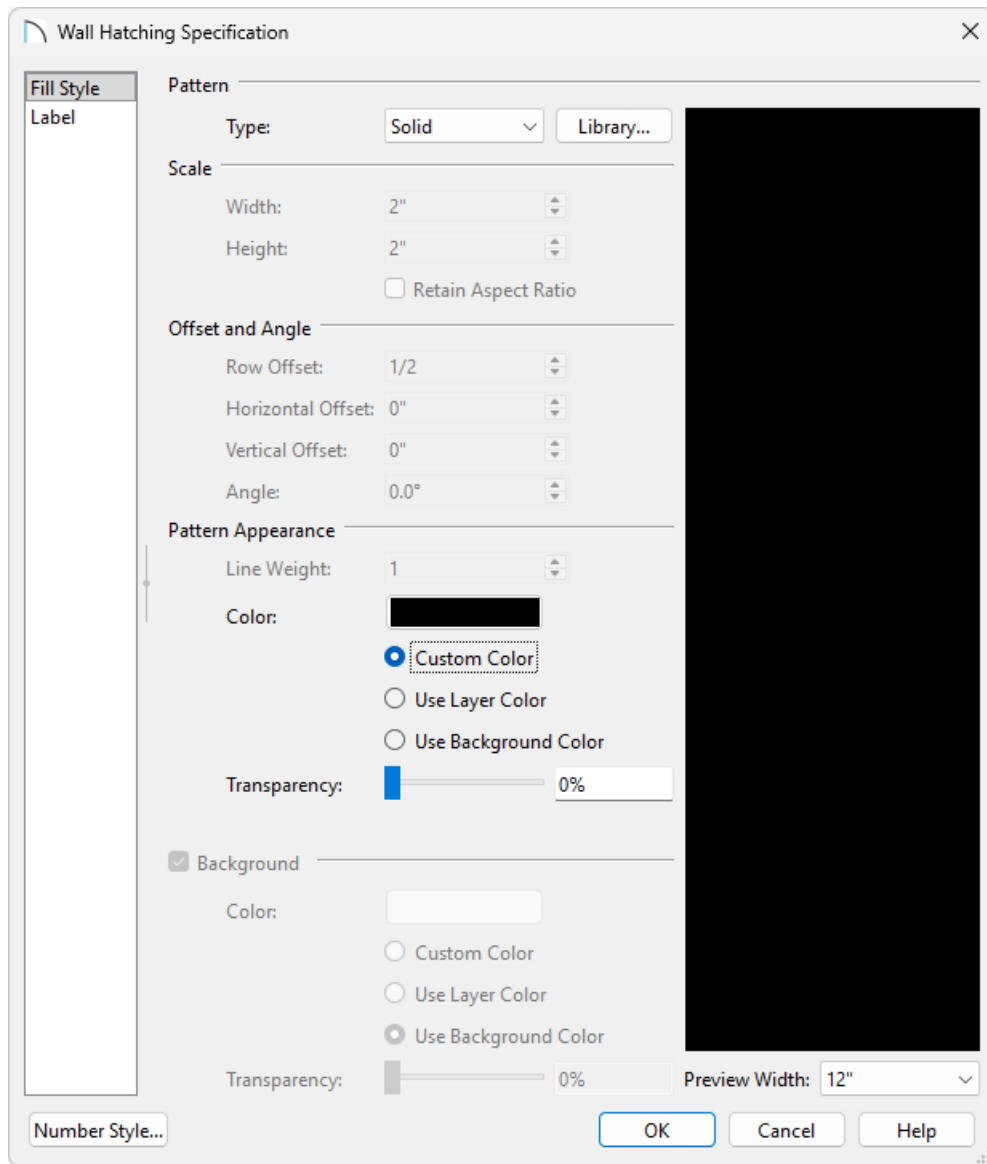 Wall Hatching Specification
Fill Style
Label
Pattern
Type: Solid Library...
Scale
Width: 2"
Height: 2"
Retain Aspect Ratio
Offset and Angle
Row Offset: 1/2
Horizontal Offset: 0"
Vertical Offset: 0"
Angle: 0.0°
Pattern Appearance
Line Weight: 1
Color:
Custom Color
Use Layer Color
Use Background Color
Transparency: 0%
Background
Color:
Custom Color
Use Layer Color
Use Background Color
Transparency: 0%
Preview Width: 12"
Number Style... OK Cancel Help